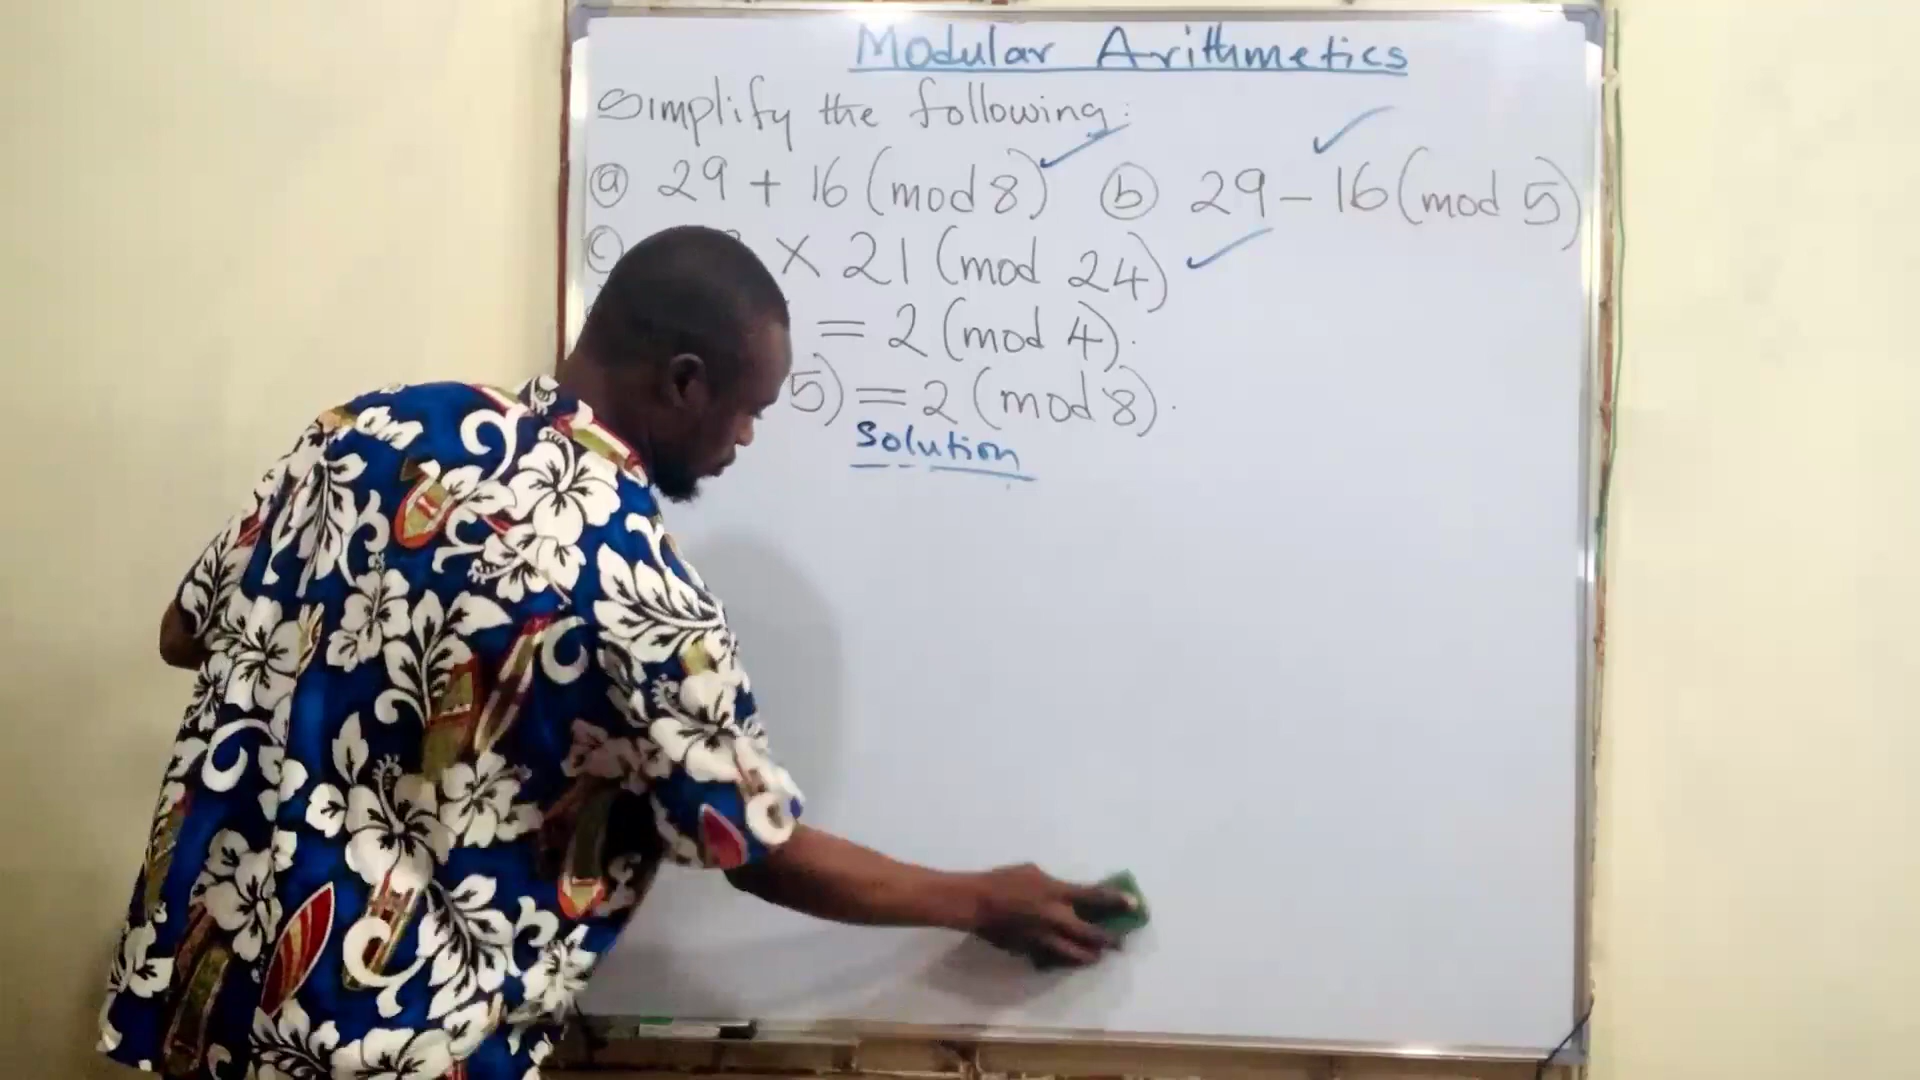 Modular Arithmetics
Simplify the following:
(a) 29 + 16 (mod 8) ✓ (b) 29 - 16 (mod 5) ✓
(c) × 21 (mod 24) ✓
= 2 (mod 4).
5) = 2 (mod 8).
Solution